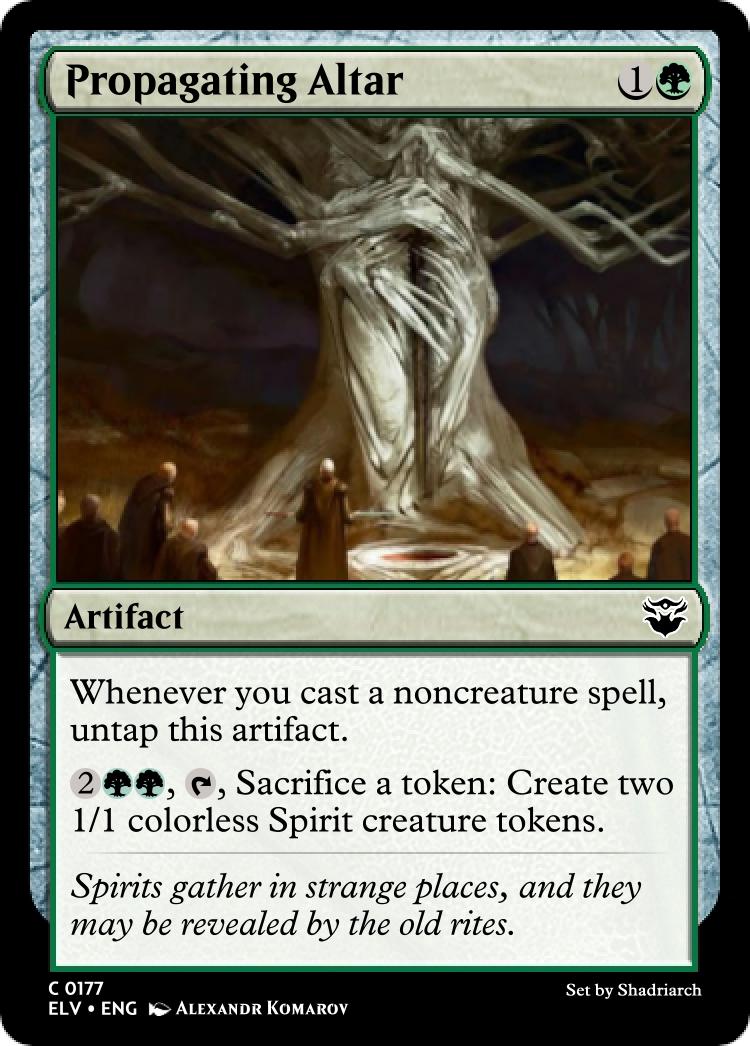 Propagating Altar 1
Artifact
Whenever you cast a noncreature spell,
untap this artifact.
2, , Sacrifice a token: Create two
1/1 colorless Spirit creature tokens.
Spirits gather in strange places, and they
may be revealed by the old rites.
C 0177
ELV • ENG ALEXANDR KOMAROV
Set by Shadriarch